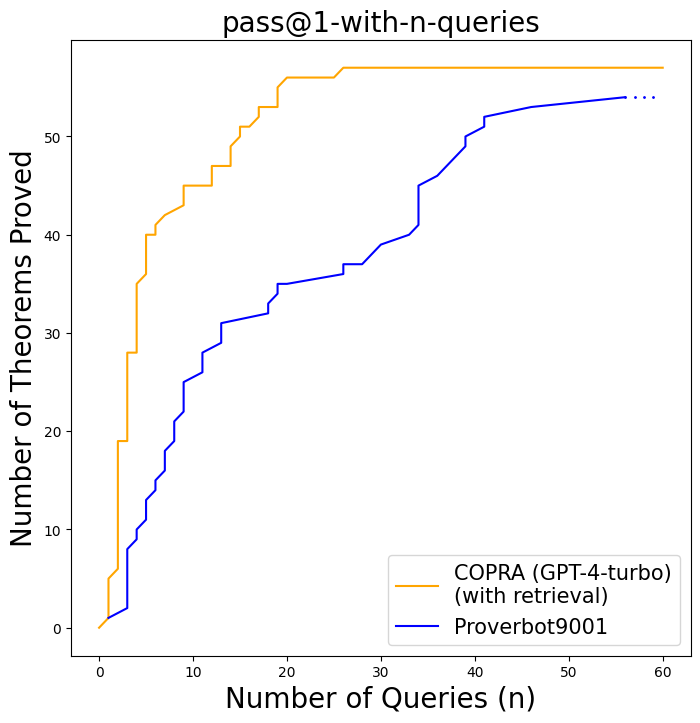 pass@1-with-n-queries
Number of Theorems Proved
50
40
30
20
10
0
0 10 20 30 40 50 60
Number of Queries (n)
COPRA (GPT-4-turbo)
(with retrieval)
Proverbot9001